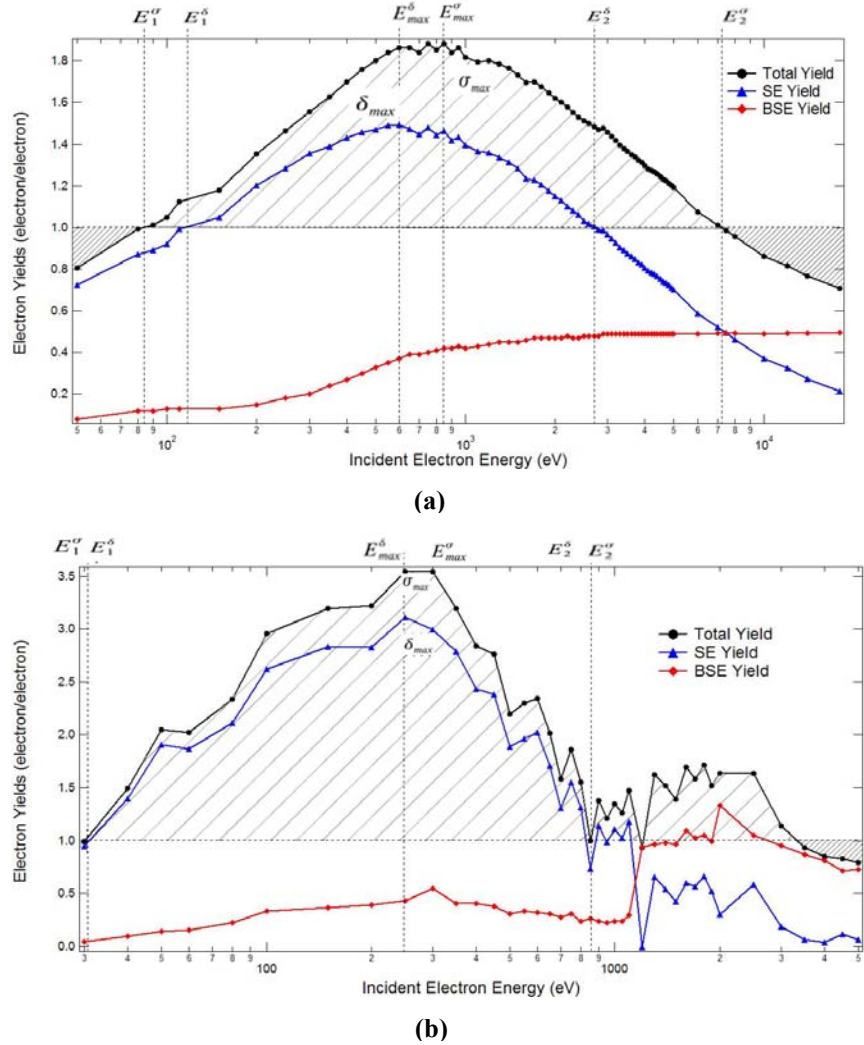 E₁^σ E₁^δ E_max^δ E_max^σ E₂^δ E₂^σ
1.8
1.6
1.4
1.2
1.0
0.8
0.6
0.4
0.2
Electron Yields (electron/electron)
δ_max
σ_max
Total Yield
SE Yield
BSE Yield
5 6 7 8 9 10² 2 3 4 5 6 7 8 9 10³ 2 3 4 5 6 7 8 9 10⁴
Incident Electron Energy (eV)
(a)
E₁^σ E₁^δ E_max^δ E_max^σ E₂^δ E₂^σ
3.5
3.0
2.5
2.0
1.5
1.0
0.5
0.0
Electron Yields (electron/electron)
σ_max
δ_max
Total Yield
SE Yield
BSE Yield
3 4 5 6 7 8 9 100 2 3 4 5 6 7 8 9 1000 2 3 4 5
Incident Electron Energy (eV)
(b)